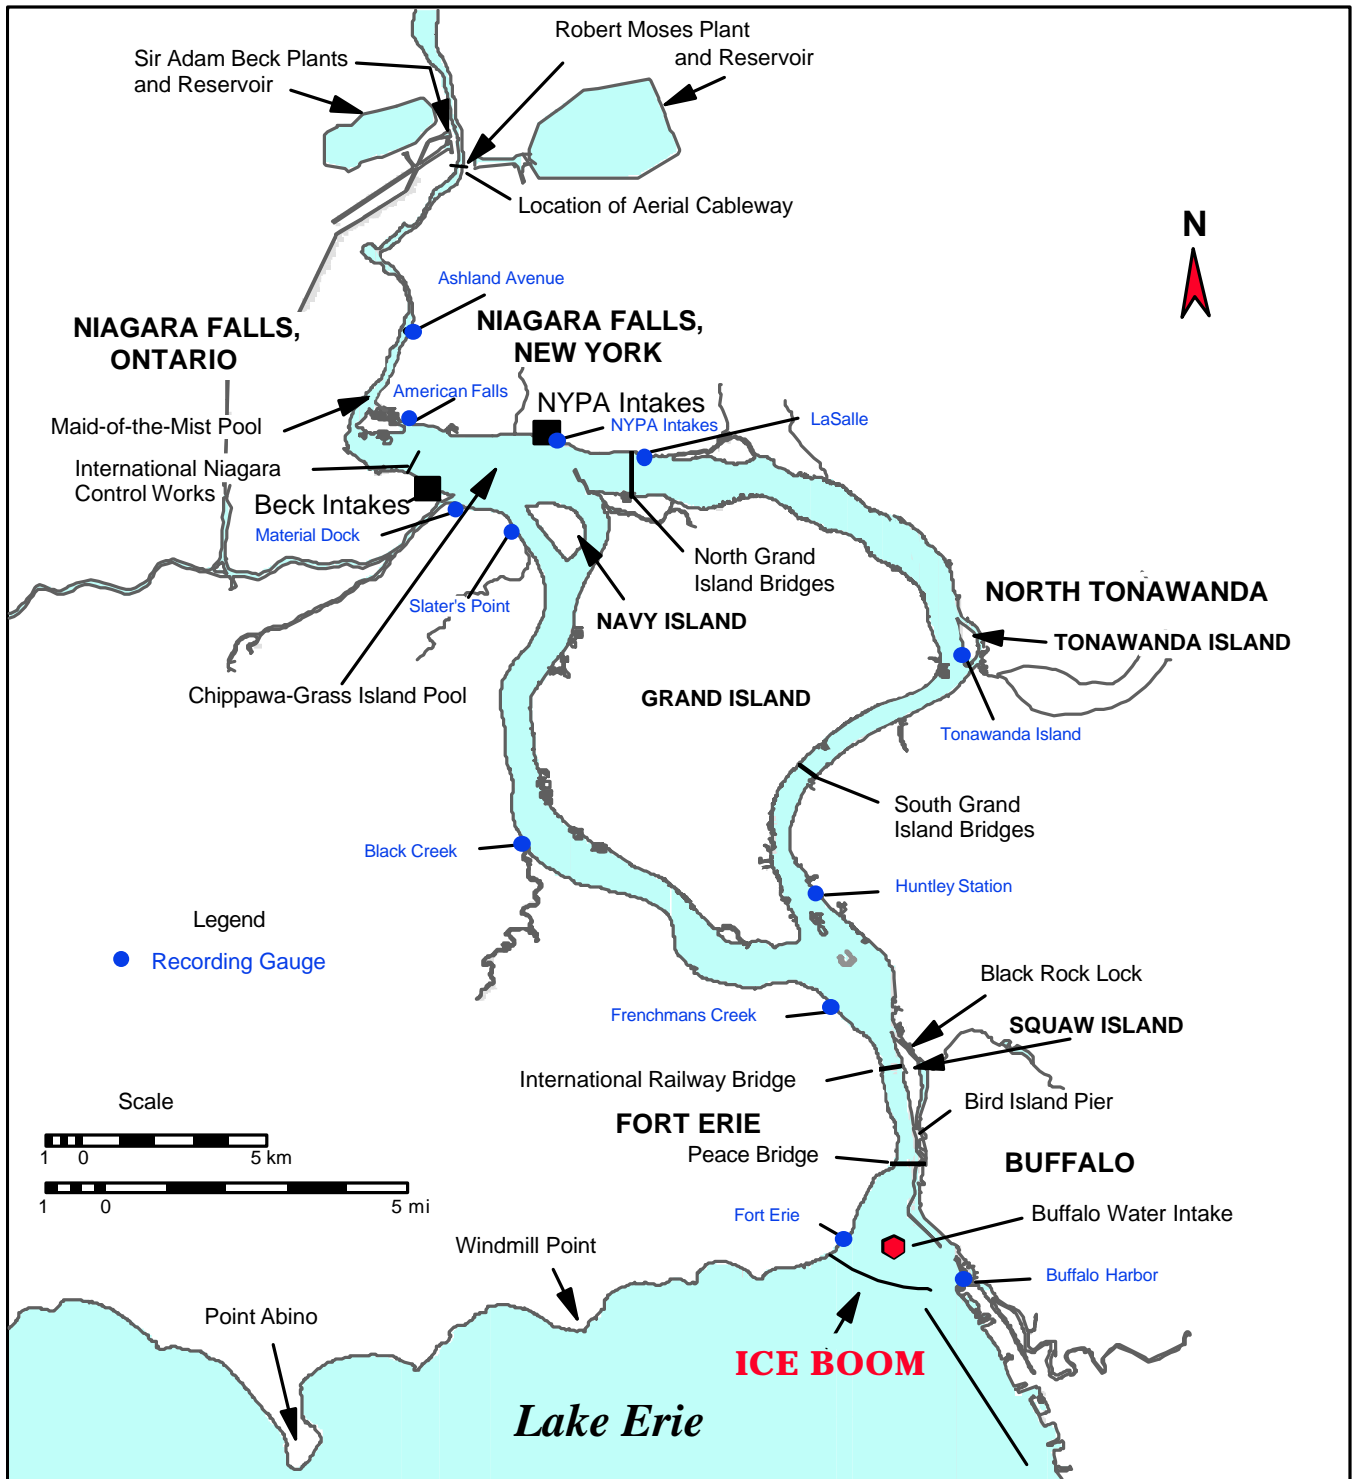 Robert Moses Plant
and Reservoir
Sir Adam Beck Plants
and Reservoir
Location of Aerial Cableway
N
Ashland Avenue
NIAGARA FALLS,
ONTARIO
NIAGARA FALLS,
NEW YORK
American Falls
NYPA Intakes
NYPA Intakes
LaSalle
Maid-of-the-Mist Pool
International Niagara
Control Works
Beck Intakes
Material Dock
North Grand
Island Bridges
NORTH TONAWANDA
Slater's Point
NAVY ISLAND
TONAWANDA ISLAND
Chippawa-Grass Island Pool
GRAND ISLAND
Tonawanda Island
South Grand
Island Bridges
Black Creek
Huntley Station
Legend
Recording Gauge
Black Rock Lock
Frenchmans Creek
SQUAW ISLAND
International Railway Bridge
Scale
Bird Island Pier
FORT ERIE
Peace Bridge
BUFFALO
1 0 5 km
1 0 5 mi
Fort Erie
Buffalo Water Intake
Windmill Point
Buffalo Harbor
Point Abino
ICE BOOM
Lake Erie